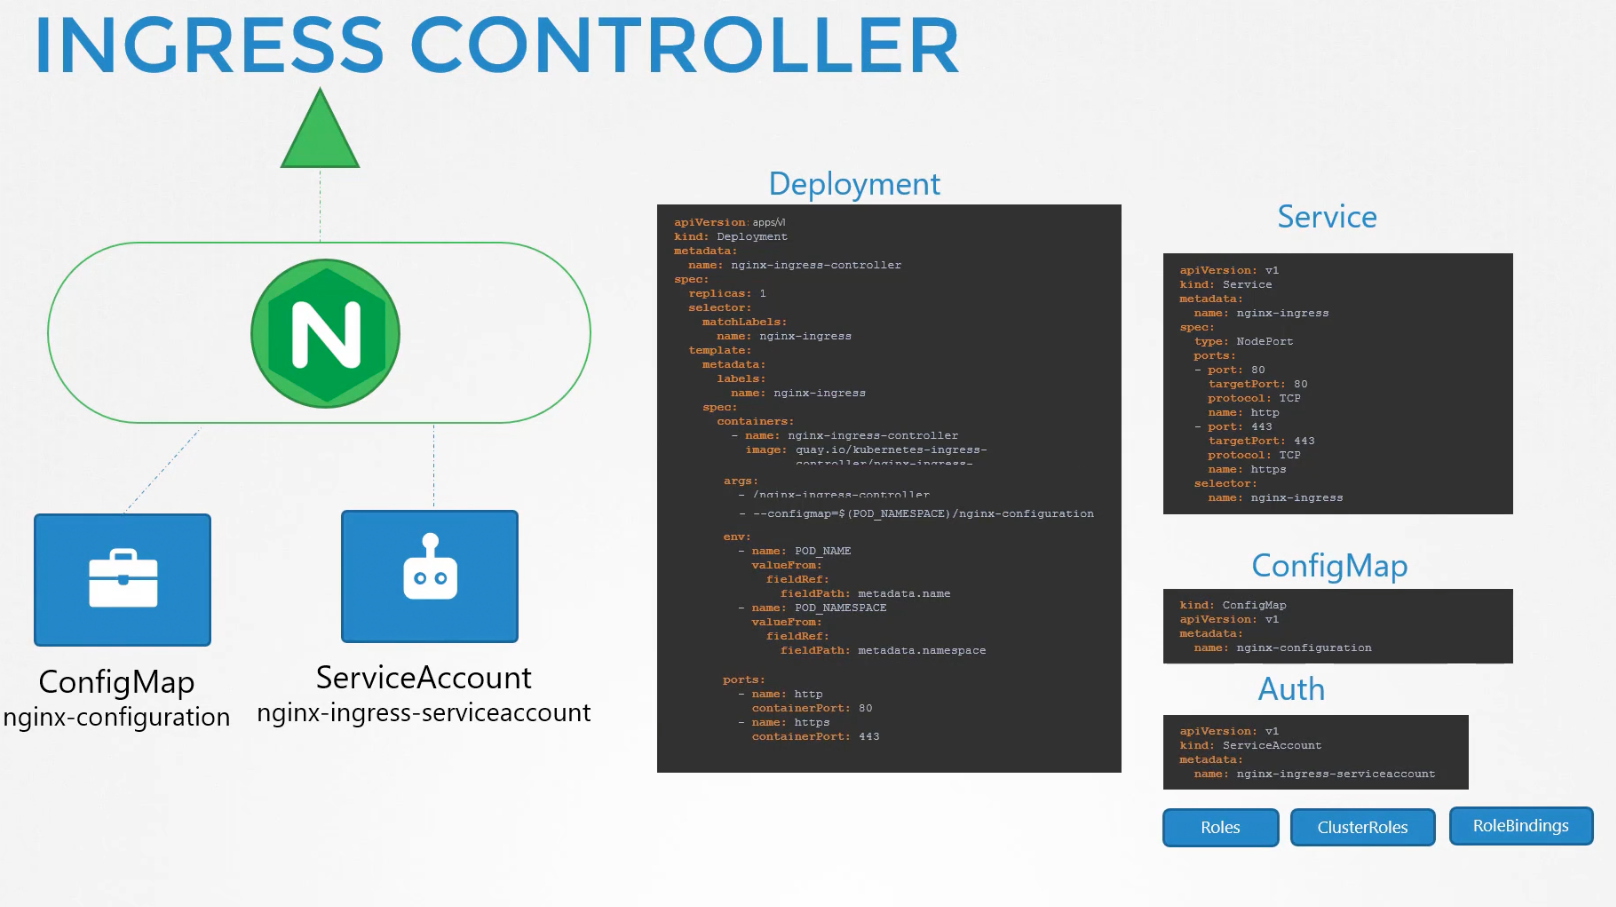 INGRESS CONTROLLER
N
ConfigMap
nginx-configuration
ServiceAccount
nginx-ingress-serviceaccount
Deployment
apiVersion: apps/v1
kind: Deployment
metadata:
name: nginx-ingress-controller
spec:
replicas: 1
selector:
matchLabels:
name: nginx-ingress
template:
metadata:
labels:
name: nginx-ingress
spec:
containers:
- name: nginx-ingress-controller
image: quay.io/kubernetes-ingress-
controller/nginx-ingress-
args:
- /nginx-ingress-controller
- --configmap=$(POD_NAMESPACE)/nginx-configuration
env:
- name: POD_NAME
valueFrom:
fieldRef:
fieldPath: metadata.name
- name: POD_NAMESPACE
valueFrom:
fieldRef:
fieldPath: metadata.namespace
ports:
- name: http
containerPort: 80
- name: https
containerPort: 443
Service
apiVersion: v1
kind: Service
metadata:
name: nginx-ingress
spec:
type: NodePort
ports:
- port: 80
targetPort: 80
protocol: TCP
name: http
- port: 443
targetPort: 443
protocol: TCP
name: https
selector:
name: nginx-ingress
ConfigMap
kind: ConfigMap
apiVersion: v1
metadata:
name: nginx-configuration
Auth
apiVersion: v1
kind: ServiceAccount
metadata:
name: nginx-ingress-serviceaccount
Roles
ClusterRoles
RoleBindings